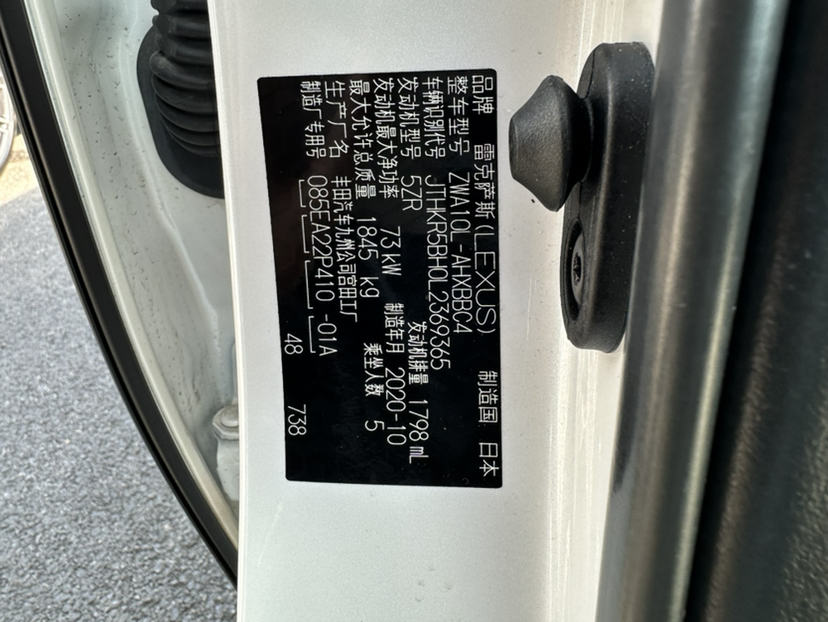 品牌 雷克萨斯(LEXUS) 制造国 日本
整车型号 ZWA10L-AHXBBC4
车辆识别代号 JTHKR5BH0L2369365
发动机型号 5ZR 发动机排量 1798 mL
发动机最大净功率 73 kW 制造年月 2020-10
最大允许总质量 1845 kg 乘坐人数 5
生产厂名 丰田汽车九州公司宫田工厂
制造厂专用号 085EA22P410-01A 48 738